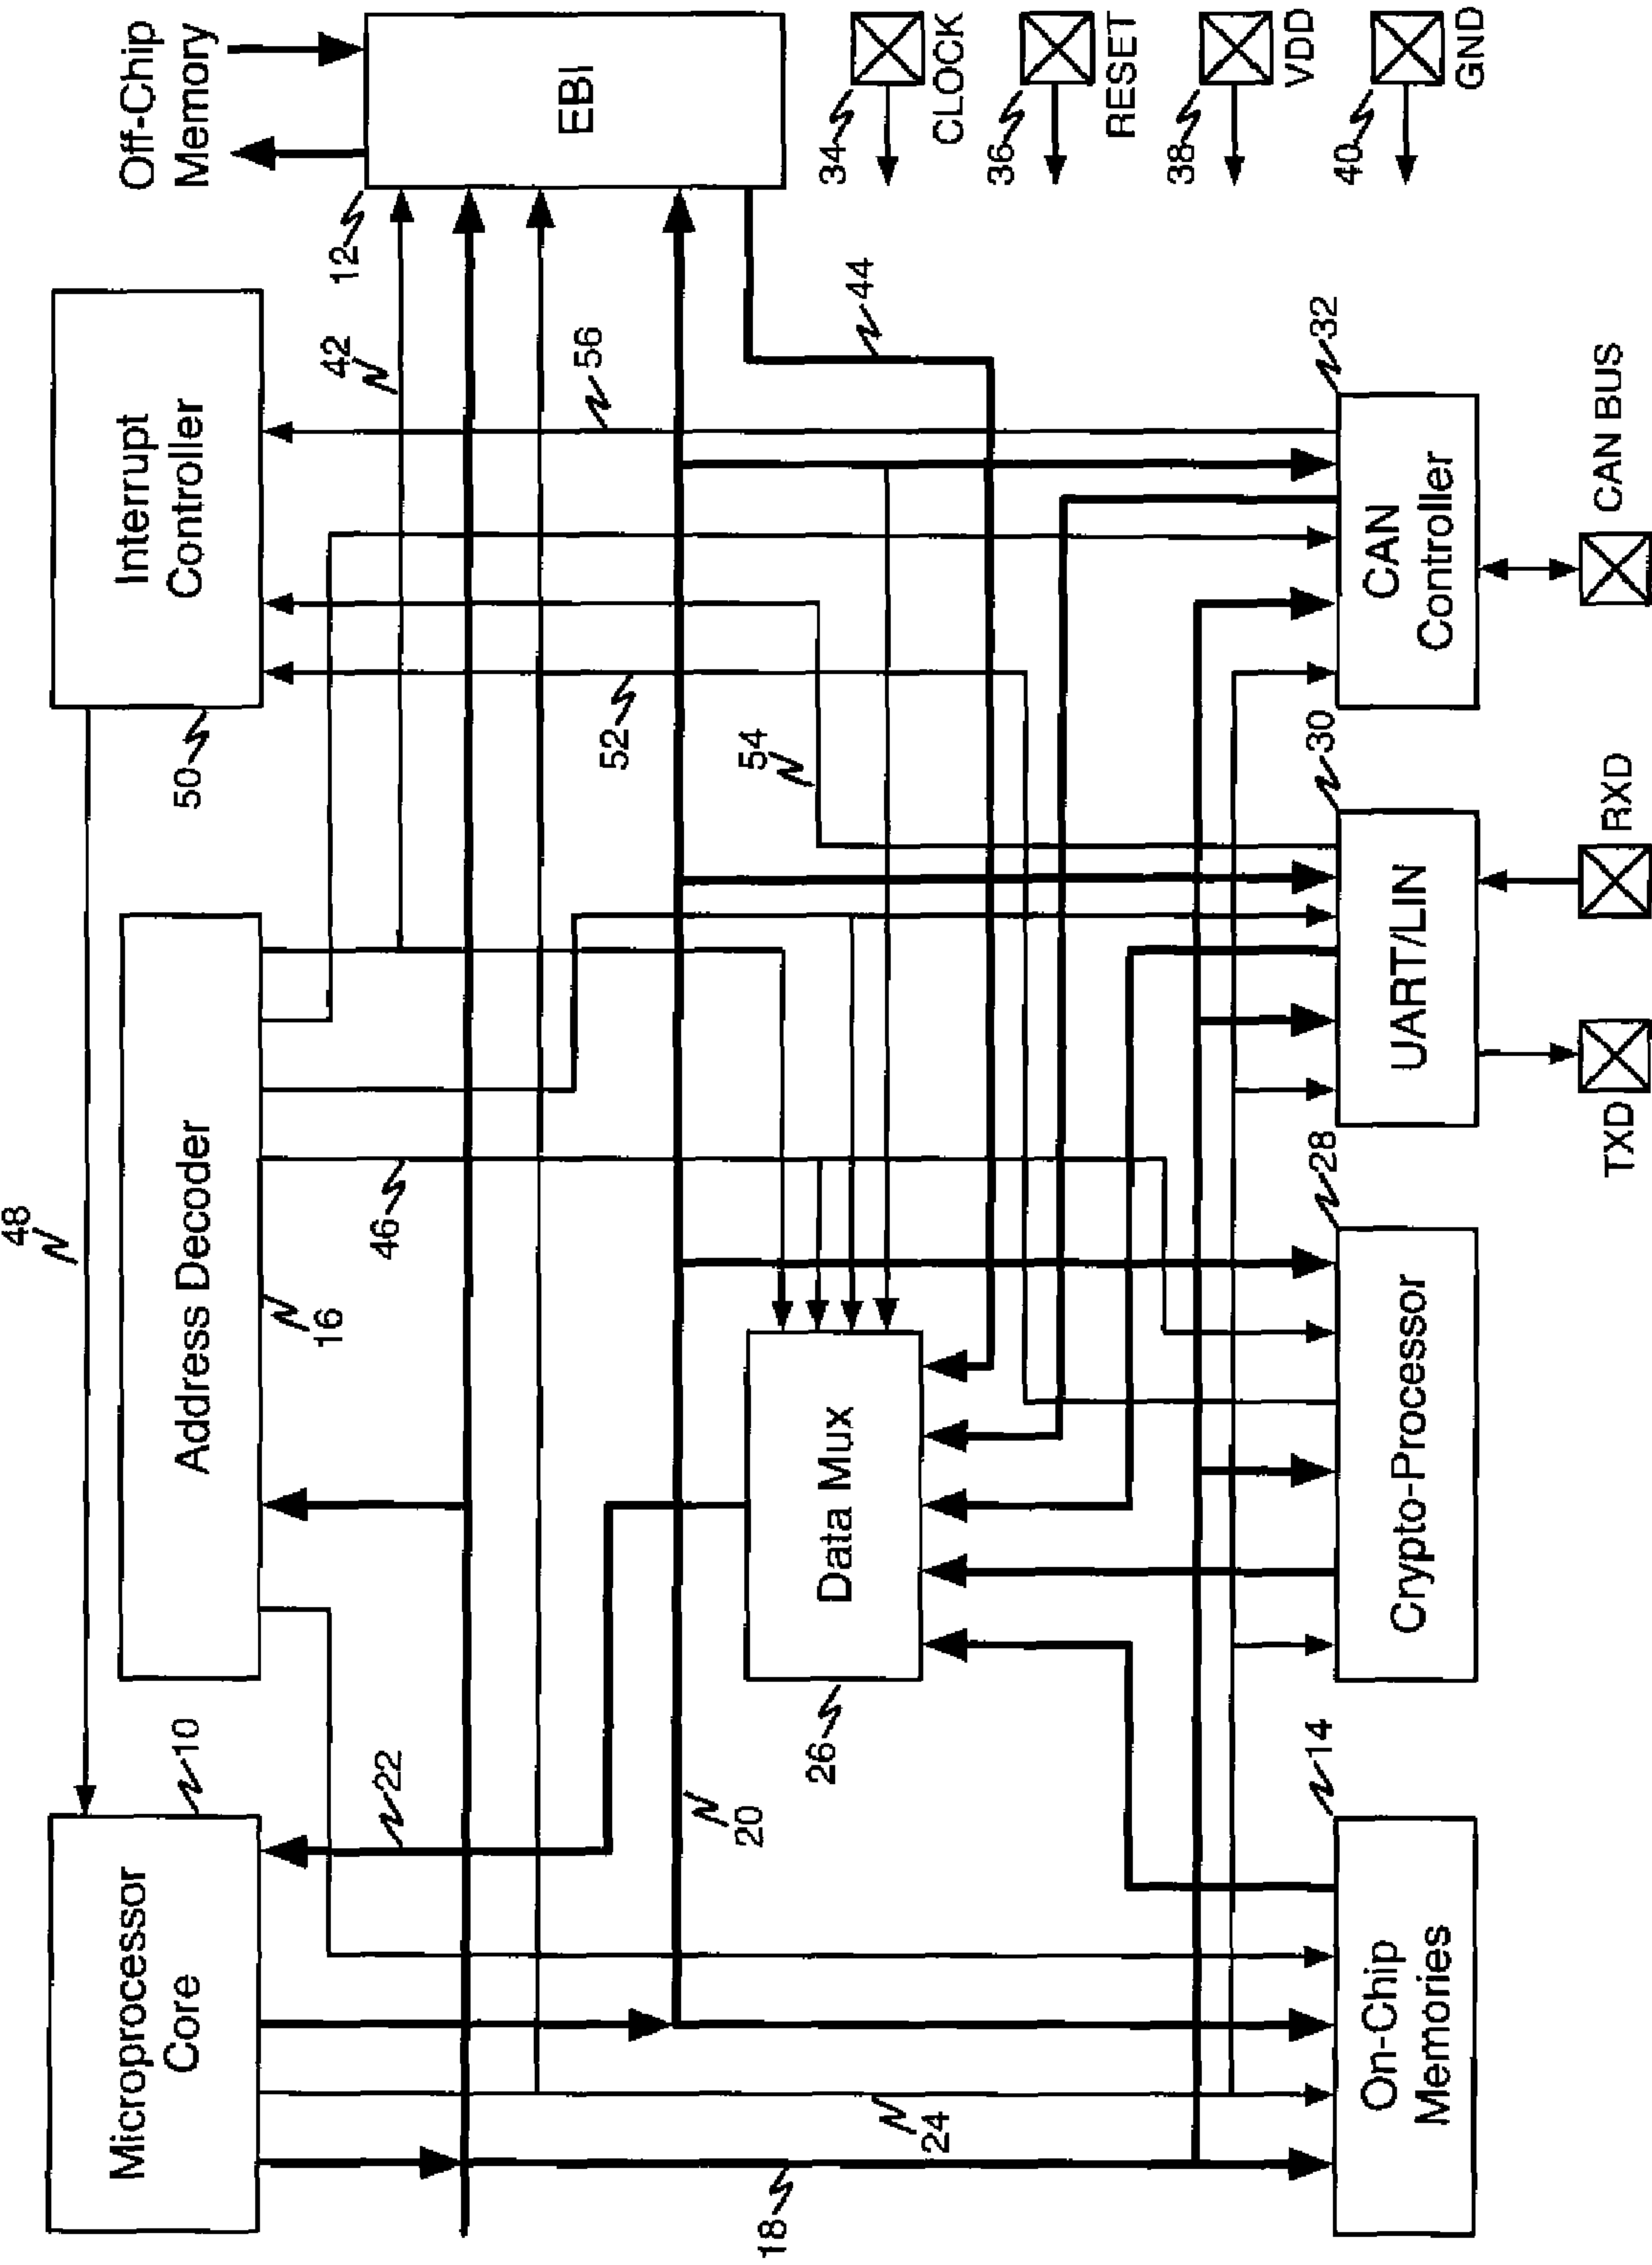 48
Microprocessor
Core
10
Address Decoder
16
Interrupt
Controller
50
Off-Chip
Memory
12
EBI
22
46
42
56
52
20
54
44
18
24
26
Data Mux
34
CLOCK
36
RESET
38
VDD
40
GND
14
On-Chip
Memories
28
Crypto-Processor
30
UART/LIN
32
CAN
Controller
TXD
RXD
CAN BUS